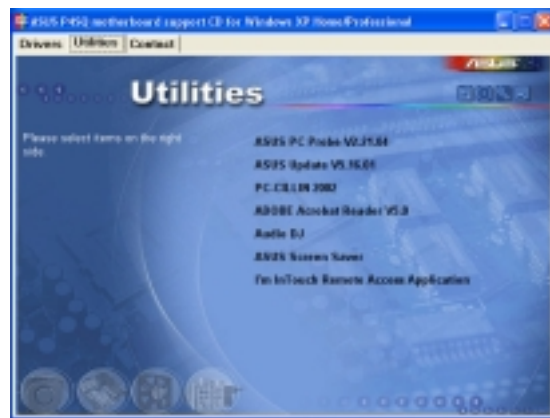 ASUS P4SQ motherboard support CD for Windows XP Home/Professional
Drivers Utilities Contact
ASUS
Utilities
Please select items on the right side
ASUS PC Probe V2.21.04
ASUS Update V5.16.01
PC-CILLIN 2002
ADOBE Acrobat Reader V5.0
Audio DJ
ASUS Screen Saver
I'm InTouch Remote Access Application